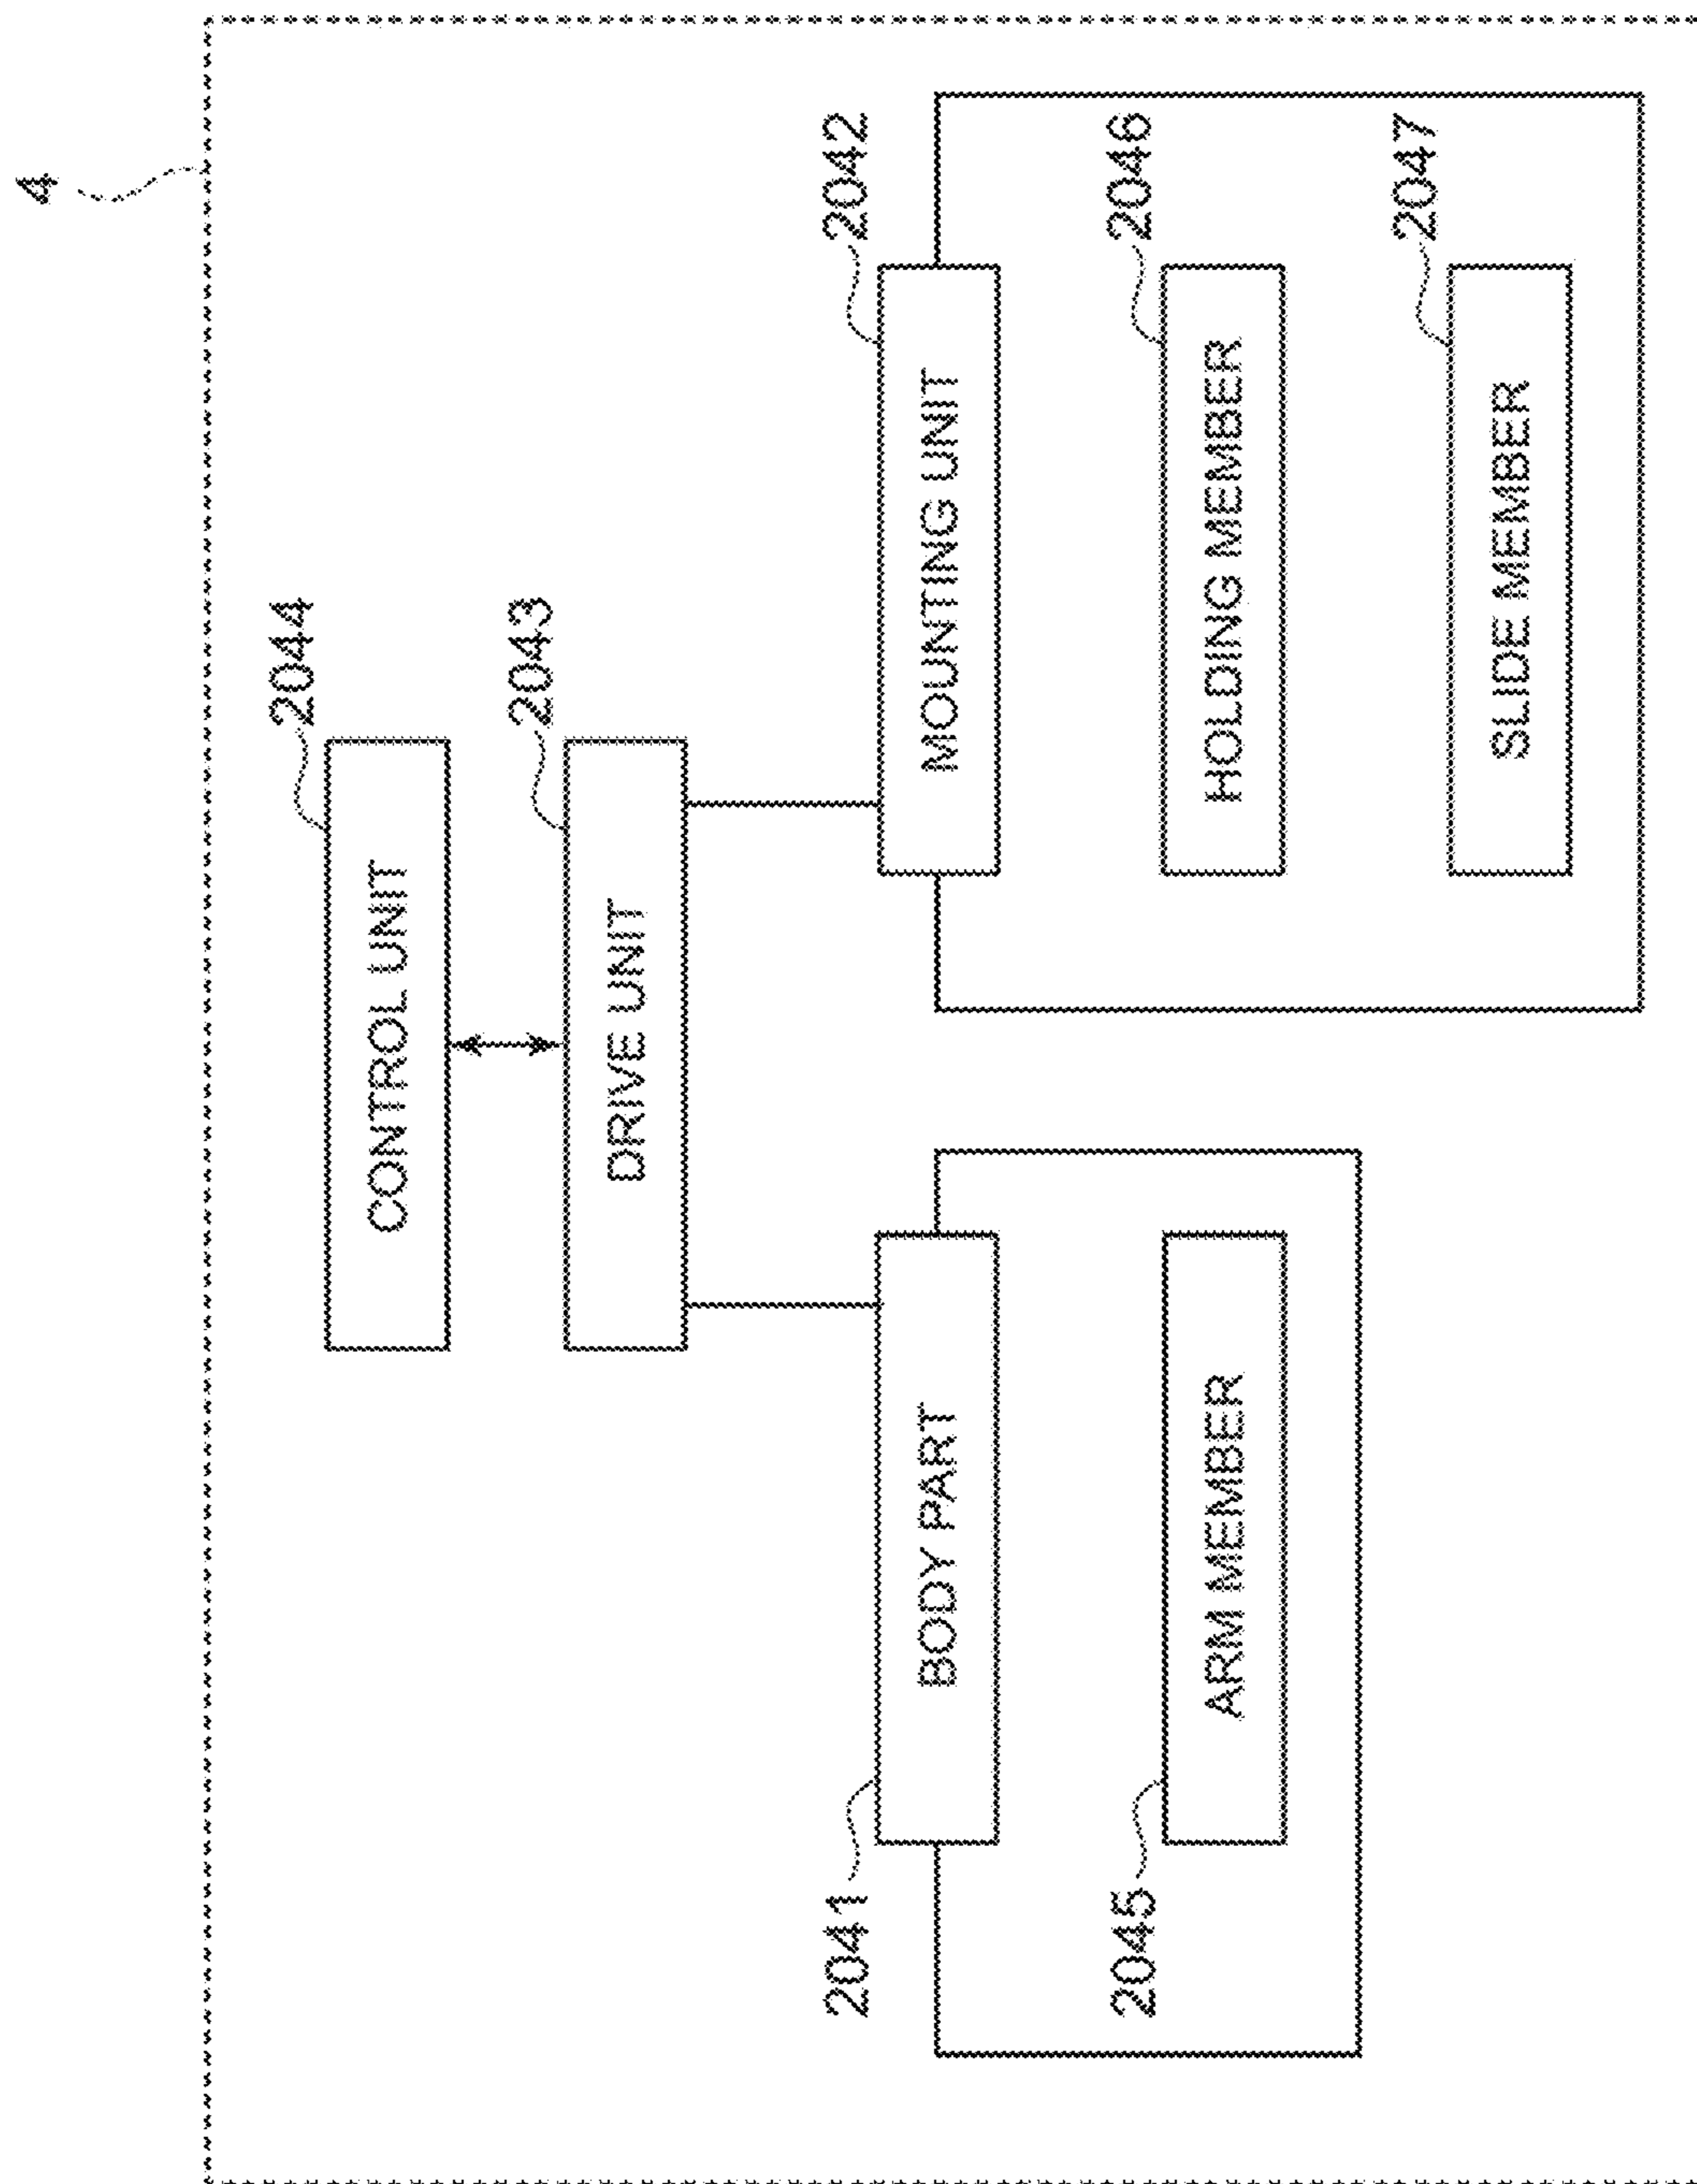 4
2044
CONTROL UNIT
2043
DRIVE UNIT
2041
BODY PART
2042
MOUNTING UNIT
2045
ARM MEMBER
2046
HOLDING MEMBER
2047
SLIDE MEMBER